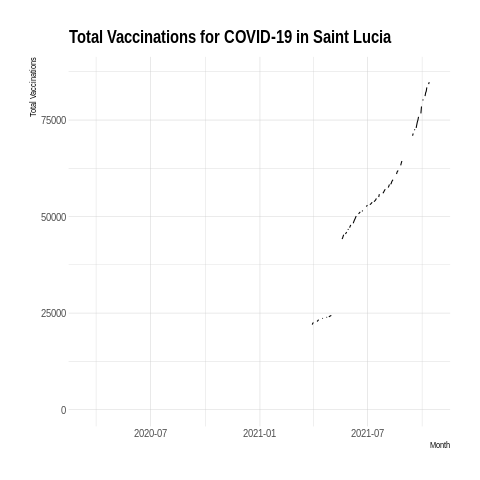 Total Vaccinations for COVID-19 in Saint Lucia
Total Vaccinations
75000
50000
25000
0
2020-07 2021-01 2021-07
Month